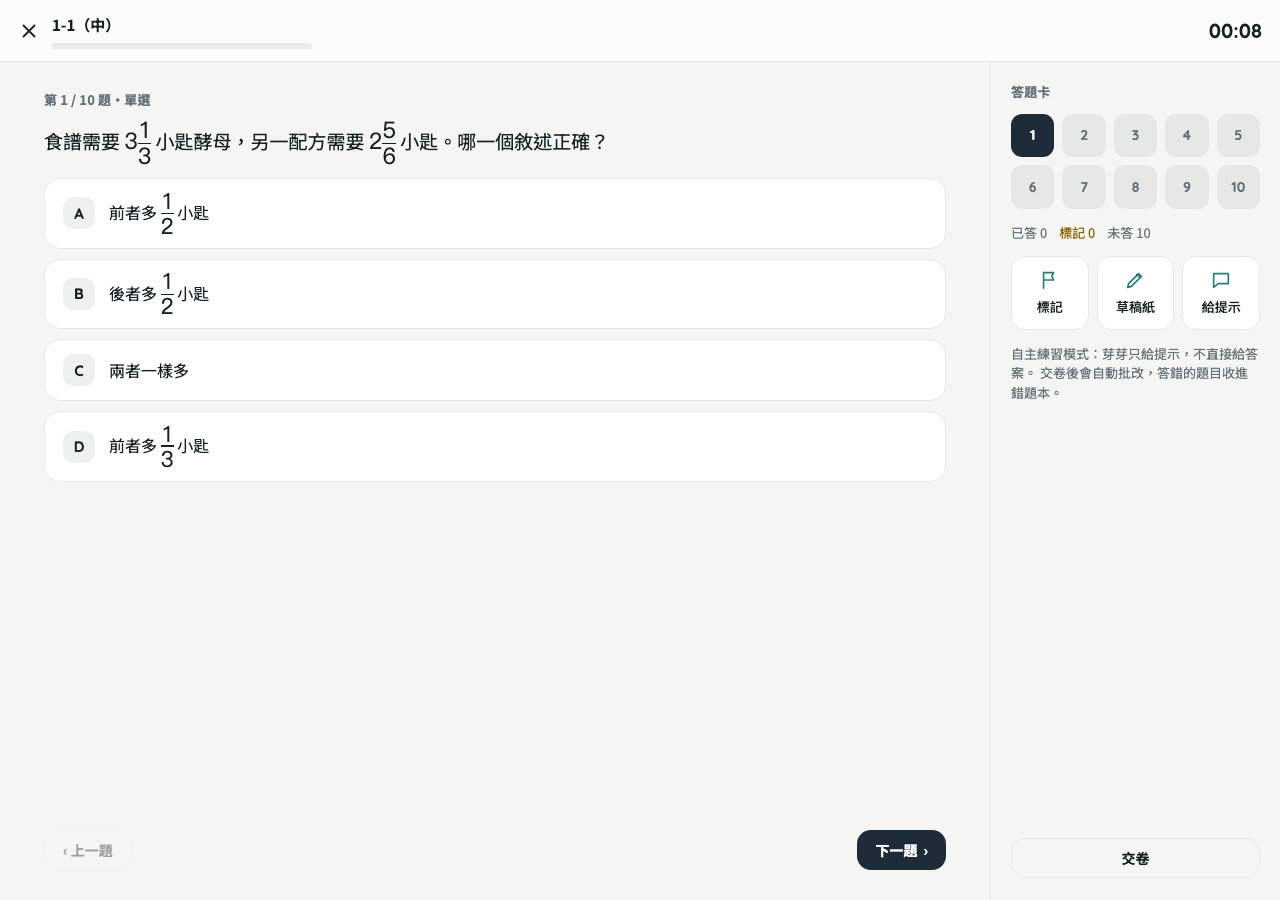 1-1（中）
00:08
第 1 / 10 題・單選
食譜需要 3 1/3 小匙酵母，另一配方需要 2 5/6 小匙。哪一個敘述正確？
A 前者多 1/2 小匙
B 後者多 1/2 小匙
C 兩者一樣多
D 前者多 1/3 小匙
‹ 上一題
下一題 ›
答題卡
1 2 3 4 5
6 7 8 9 10
已答 0 標記 0 未答 10
標記 草稿紙 給提示
自主練習模式：芽芽只給提示，不直接給答
案。 交卷後會自動批改，答錯的題目收進
錯題本。
交卷